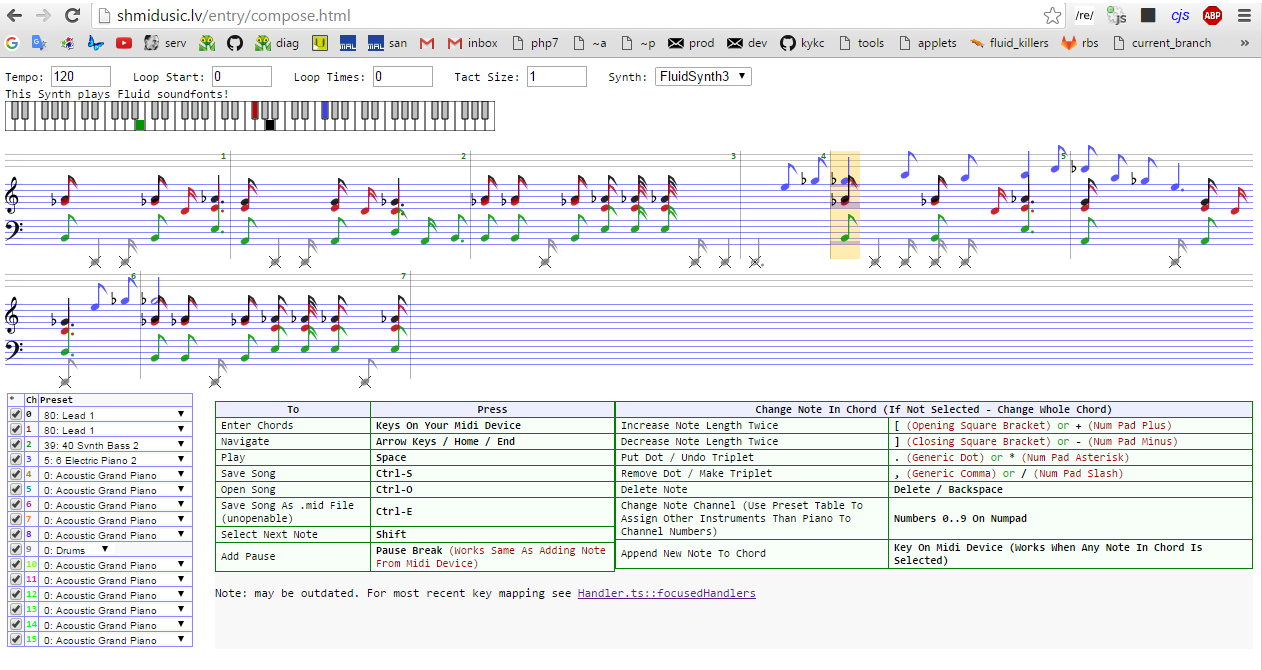 shmidusic.lv/entry/compose.html
/re/ js cjs ABP
serv diag MAL MAL san inbox php7 ~a ~p prod dev kykc tools applets fluid_killers rbs current_branch »
Tempo: 120 Loop Start: 0 Loop Times: 0 Tact Size: 1 Synth: FluidSynth3
This Synth plays Fluid soundfonts!
1 2 3 4 5
6 7
* Ch Preset
0 80: Lead 1
1 80: Lead 1
2 39: 40 Synth Bass 2
3 5: 6 Electric Piano 2
4 0: Acoustic Grand Piano
5 0: Acoustic Grand Piano
6 0: Acoustic Grand Piano
7 0: Acoustic Grand Piano
8 0: Acoustic Grand Piano
9 0: Drums
10 0: Acoustic Grand Piano
11 0: Acoustic Grand Piano
12 0: Acoustic Grand Piano
13 0: Acoustic Grand Piano
14 0: Acoustic Grand Piano
15 0: Acoustic Grand Piano
To Press
Enter Chords Keys On Your Midi Device
Navigate Arrow Keys / Home / End
Play Space
Save Song Ctrl-S
Open Song Ctrl-O
Save Song As .mid File
(unopenable) Ctrl-E
Select Next Note Shift
Add Pause Pause Break (Works Same As Adding Note
From Midi Device)
Change Note In Chord (If Not Selected - Change Whole Chord)
Increase Note Length Twice [ (Opening Square Bracket) or + (Num Pad Plus)
Decrease Note Length Twice ] (Closing Square Bracket) or - (Num Pad Minus)
Put Dot / Undo Triplet . (Generic Dot) or * (Num Pad Asterisk)
Remove Dot / Make Triplet , (Generic Comma) or / (Num Pad Slash)
Delete Note Delete / Backspace
Change Note Channel (Use Preset Table To
Assign Other Instruments Than Piano To
Channel Numbers) Numbers 0..9 On Numpad
Append New Note To Chord Key On Midi Device (Works When Any Note In Chord Is
Selected)
Note: may be outdated. For most recent key mapping see Handler.ts::focusedHandlers